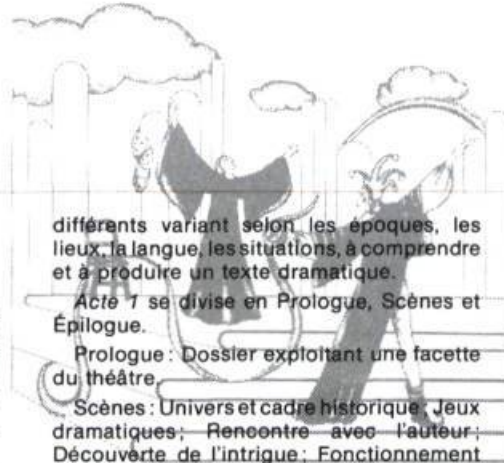 différents variant selon les époques, les
lieux, la langue, les situations, à comprendre
et à produire un texte dramatique.
Acte 1 se divise en Prologue, Scènes et
Épilogue.
Prologue : Dossier exploitant une facette
du théâtre.
Scènes : Univers et cadre historique ; Jeux
dramatiques ; Rencontre avec l'auteur ;
Découverte de l'intrigue ; Fonctionnement